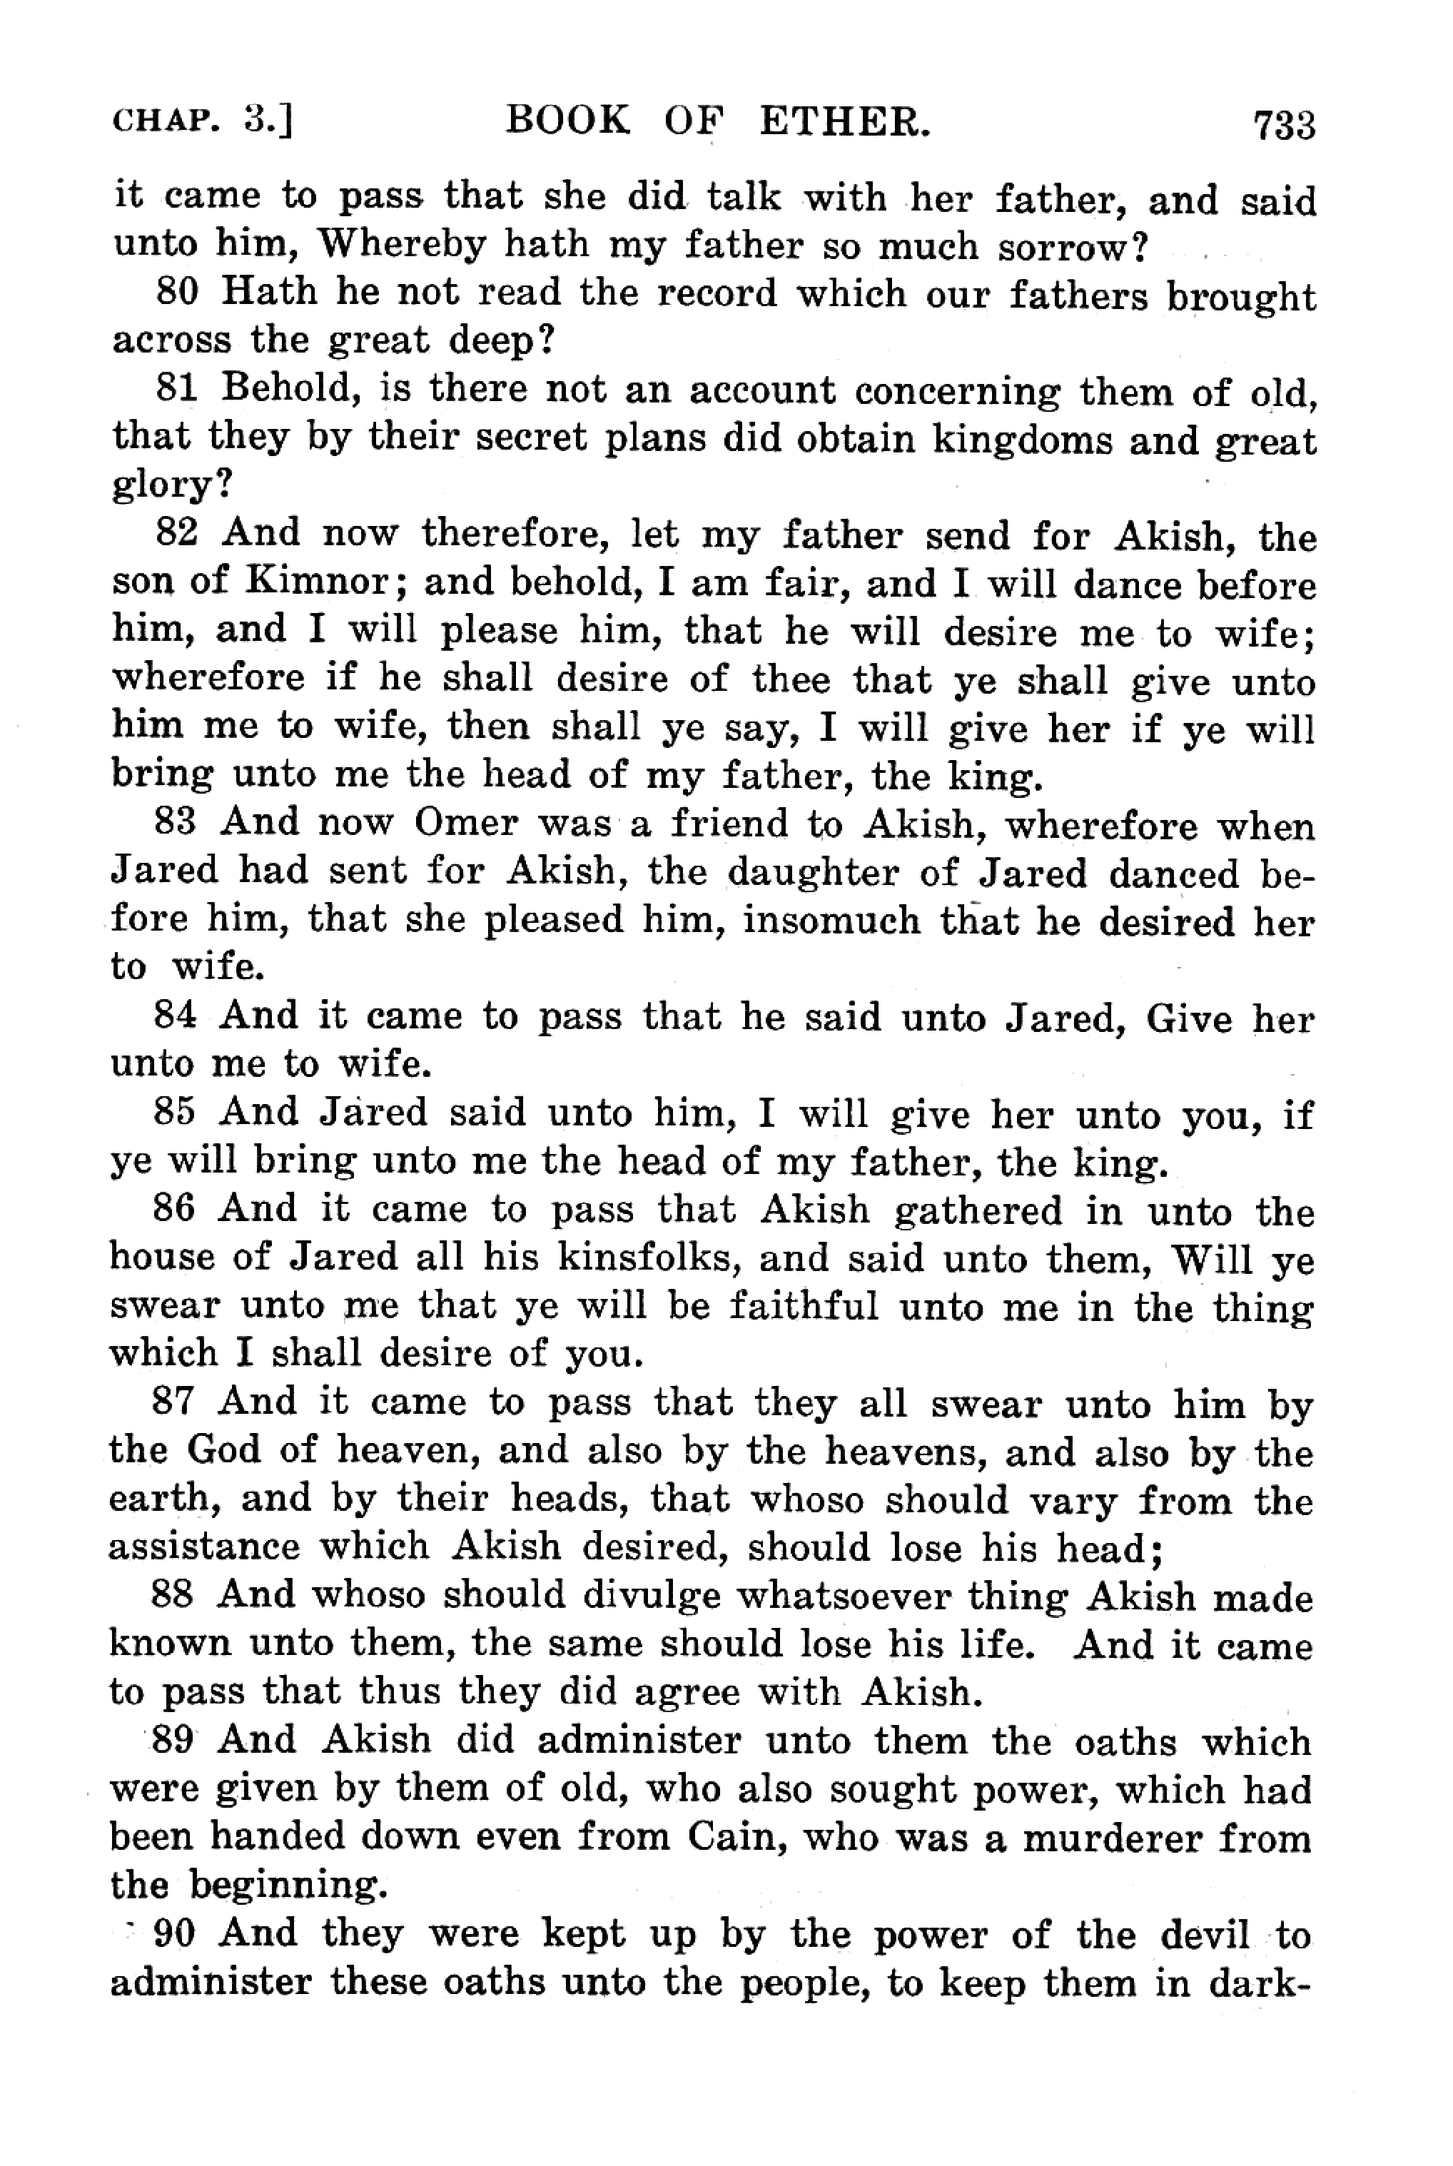 CHAP. 3.] BOOK OF ETHER. 733
it came to pass that she did talk with her father, and said
unto him, Whereby hath my father so much sorrow?
80 Hath he not read the record which our fathers brought
across the great deep?
81 Behold, is there not an account concerning them of old,
that they by their secret plans did obtain kingdoms and great
glory?
82 And now therefore, let my father send for Akish, the
son of Kimnor; and behold, I am fair, and I will dance before
him, and I will please him, that he will desire me to wife;
wherefore if he shall desire of thee that ye shall give unto
him me to wife, then shall ye say, I will give her if ye will
bring unto me the head of my father, the king.
83 And now Omer was a friend to Akish, wherefore when
Jared had sent for Akish, the daughter of Jared danced be-
fore him, that she pleased him, insomuch that he desired her
to wife.
84 And it came to pass that he said unto Jared, Give her
unto me to wife.
85 And Jared said unto him, I will give her unto you, if
ye will bring unto me the head of my father, the king.
86 And it came to pass that Akish gathered in unto the
house of Jared all his kinsfolks, and said unto them, Will ye
swear unto me that ye will be faithful unto me in the thing
which I shall desire of you.
87 And it came to pass that they all swear unto him by
the God of heaven, and also by the heavens, and also by the
earth, and by their heads, that whoso should vary from the
assistance which Akish desired, should lose his head;
88 And whoso should divulge whatsoever thing Akish made
known unto them, the same should lose his life. And it came
to pass that thus they did agree with Akish.
89 And Akish did administer unto them the oaths which
were given by them of old, who also sought power, which had
been handed down even from Cain, who was a murderer from
the beginning.
90 And they were kept up by the power of the devil to
administer these oaths unto the people, to keep them in dark-